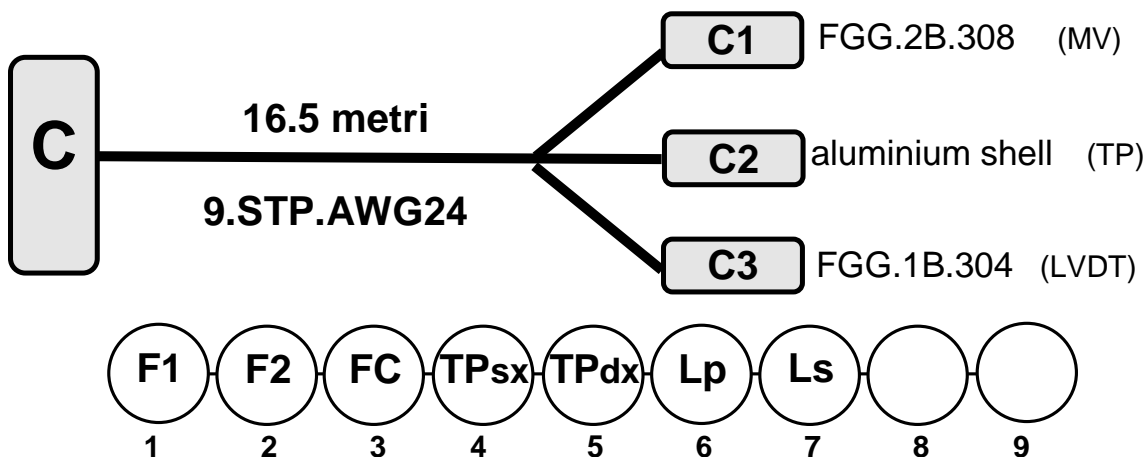 C1 FGG.2B.308 (MV)
16.5 metri
C
C2 aluminium shell (TP)
9.STP.AWG24
C3 FGG.1B.304 (LVDT)
F1 F2 FC TPsx TPdx Lp Ls
1 2 3 4 5 6 7 8 9